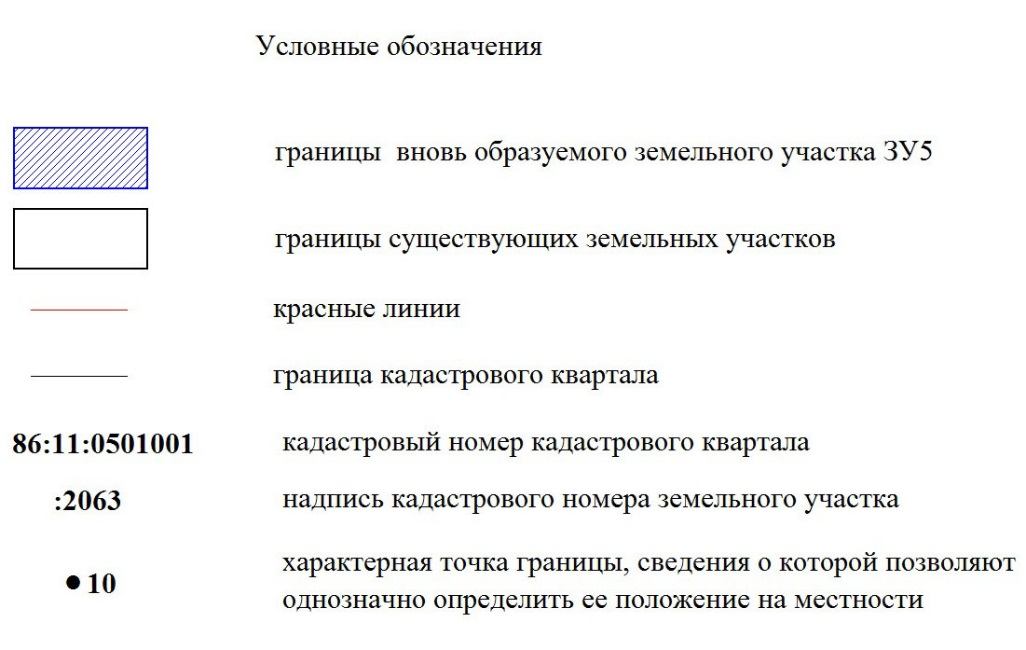 Условные обозначения
границы вновь образуемого земельного участка ЗУ5
границы существующих земельных участков
красные линии
граница кадастрового квартала
86:11:0501001 кадастровый номер кадастрового квартала
:2063 надпись кадастрового номера земельного участка
10 характерная точка границы, сведения о которой позволяют
однозначно определить ее положение на местности